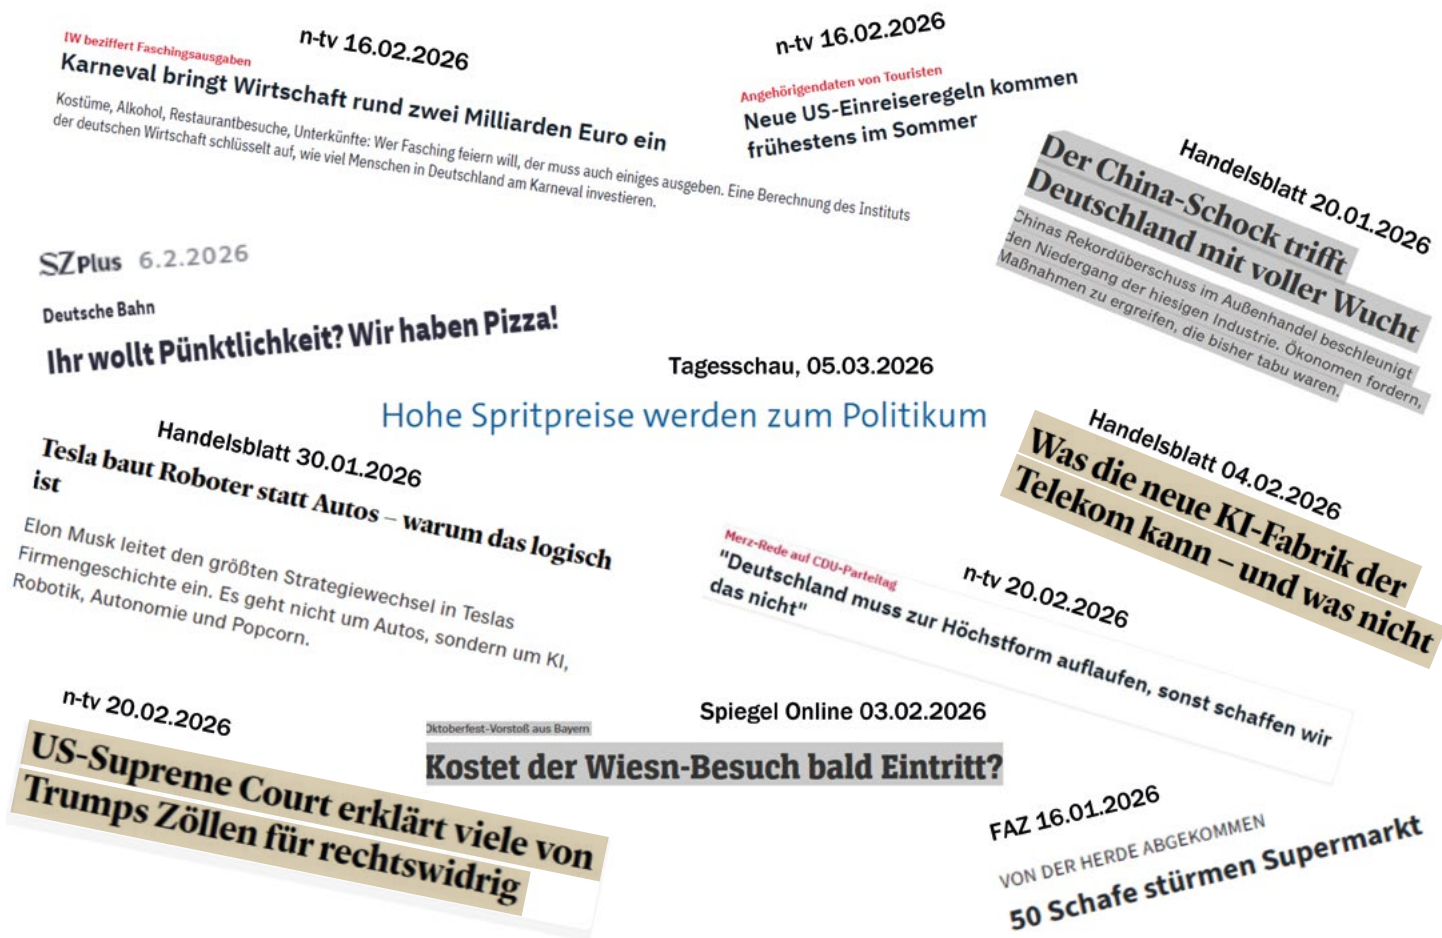 n-tv 16.02.2026
IW beziffert Faschingsausgaben
Karneval bringt Wirtschaft rund zwei Milliarden Euro ein
Kostüme, Alkohol, Restaurantbesuche, Unterkünfte: Wer Fasching feiern will, der muss auch einiges ausgeben. Eine Berechnung des Instituts
der deutschen Wirtschaft schlüsselt auf, wie viel Menschen in Deutschland am Karneval investieren.
n-tv 16.02.2026
Angehörigendaten von Touristen
Neue US-Einreiseregeln kommen
frühestens im Sommer
Handelsblatt 20.01.2026
Der China-Schock trifft
Deutschland mit voller Wucht
Chinas Rekordüberschuss im Außenhandel beschleunigt
den Niedergang der hiesigen Industrie. Ökonomen fordern,
Maßnahmen zu ergreifen, die bisher tabu waren.
SZ Plus 6.2.2026
Deutsche Bahn
Ihr wollt Pünktlichkeit? Wir haben Pizza!
Tagesschau, 05.03.2026
Hohe Spritpreise werden zum Politikum
Handelsblatt 30.01.2026
Tesla baut Roboter statt Autos – warum das logisch
ist
Elon Musk leitet den größten Strategiewechsel in Teslas
Firmengeschichte ein. Es geht nicht um Autos, sondern um KI,
Robotik, Autonomie und Popcorn.
Handelsblatt 04.02.2026
Was die neue KI-Fabrik der
Telekom kann – und was nicht
n-tv 20.02.2026
Merz-Rede auf CDU-Parteitag
"Deutschland muss zur Höchstform auflaufen, sonst schaffen wir
das nicht"
n-tv 20.02.2026
US-Supreme Court erklärt viele von
Trumps Zöllen für rechtswidrig
Spiegel Online 03.02.2026
Oktoberfest-Vorstoß aus Bayern
Kostet der Wiesn-Besuch bald Eintritt?
FAZ 16.01.2026
VON DER HERDE ABGEKOMMEN
50 Schafe stürmen Supermarkt